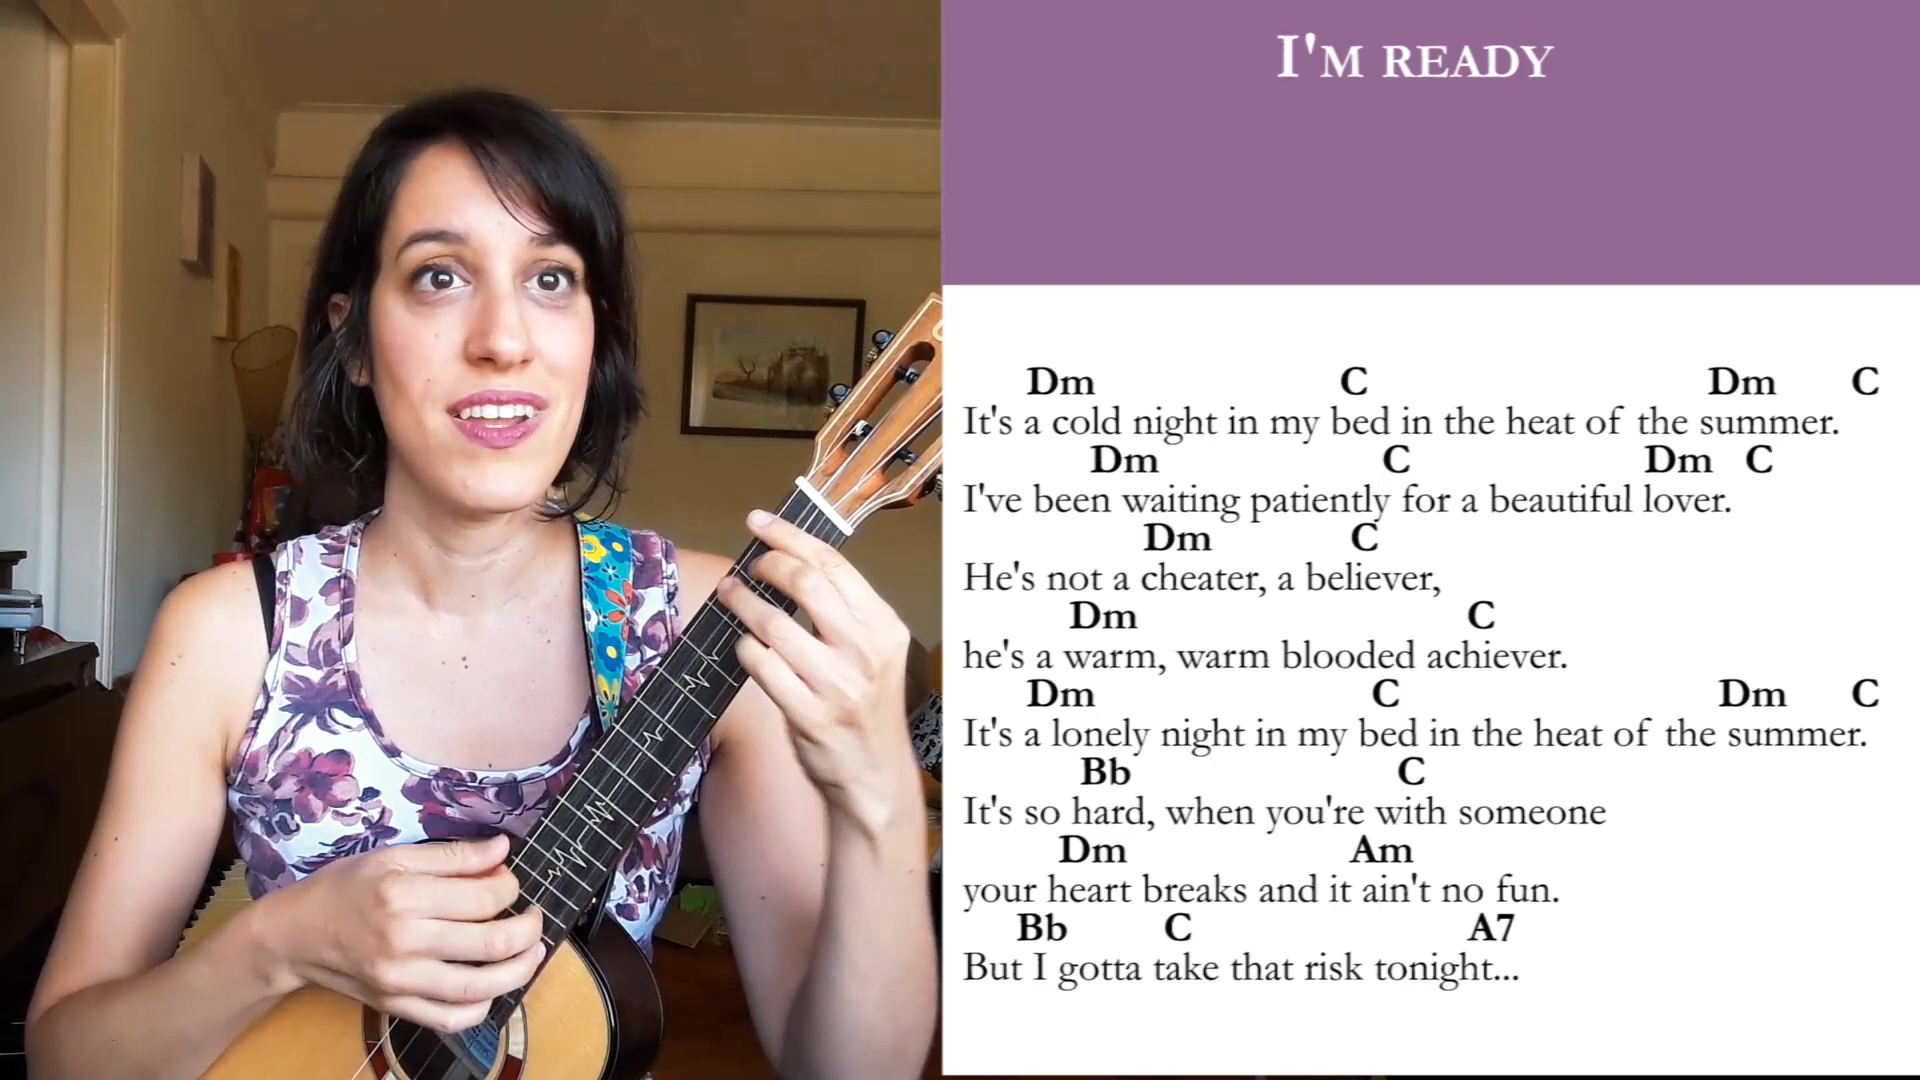 I'M READY
Dm C Dm C
It's a cold night in my bed in the heat of the summer.
Dm C Dm C
I've been waiting patiently for a beautiful lover.
Dm C
He's not a cheater, a believer,
Dm C
he's a warm, warm blooded achiever.
Dm C Dm C
It's a lonely night in my bed in the heat of the summer.
Bb C
It's so hard, when you're with someone
Dm Am
your heart breaks and it ain't no fun.
Bb C A7
But I gotta take that risk tonight...